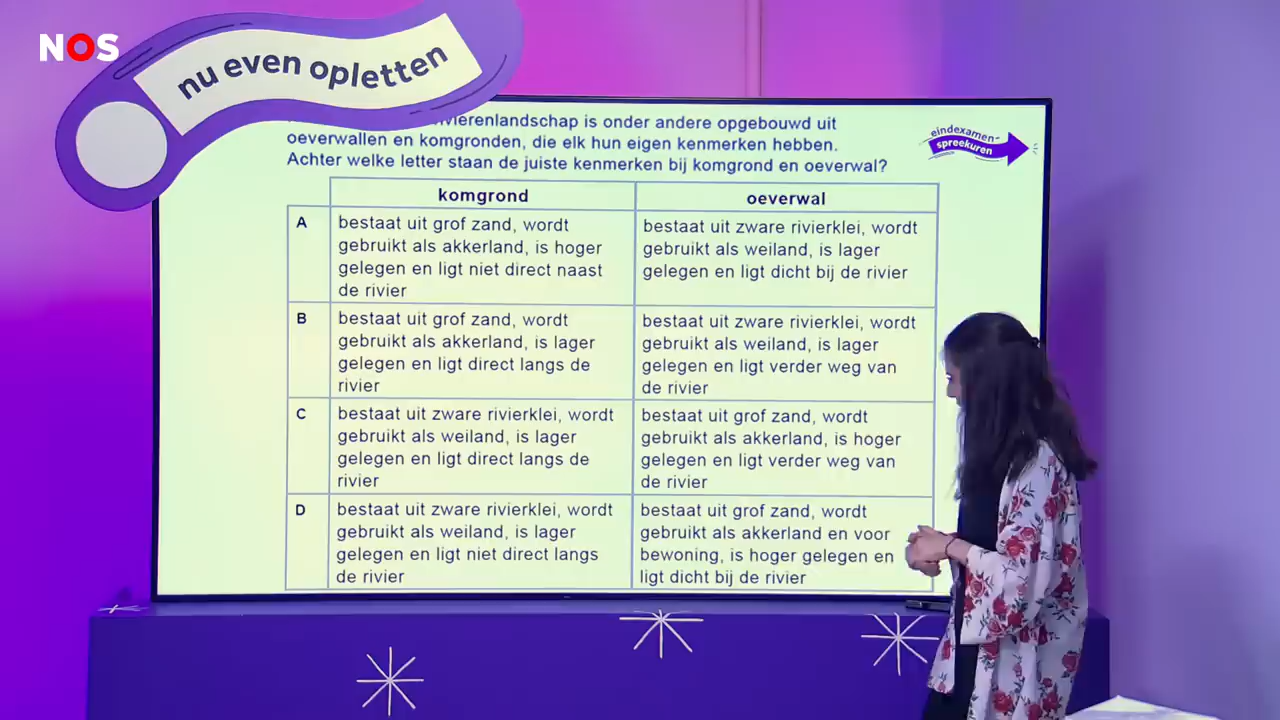 NOS
nu even opletten
rivierenlandschap is onder andere opgebouwd uit
oeverwallen en komgronden, die elk hun eigen kenmerken hebben.
Achter welke letter staan de juiste kenmerken bij komgrond en oeverwal?
eindexamen-
spreekuren
komgrond
oeverwal
A
bestaat uit grof zand, wordt
gebruikt als akkerland, is hoger
gelegen en ligt niet direct naast
de rivier
bestaat uit zware rivierklei, wordt
gebruikt als weiland, is lager
gelegen en ligt dicht bij de rivier
B
bestaat uit grof zand, wordt
gebruikt als akkerland, is lager
gelegen en ligt direct langs de
rivier
bestaat uit zware rivierklei, wordt
gebruikt als weiland, is lager
gelegen en ligt verder weg van
de rivier
C
bestaat uit zware rivierklei, wordt
gebruikt als weiland, is lager
gelegen en ligt direct langs de
rivier
bestaat uit grof zand, wordt
gebruikt als akkerland, is hoger
gelegen en ligt verder weg van
de rivier
D
bestaat uit zware rivierklei, wordt
gebruikt als weiland, is lager
gelegen en ligt niet direct langs
de rivier
bestaat uit grof zand, wordt
gebruikt als akkerland en voor
bewoning, is hoger gelegen en
ligt dicht bij de rivier